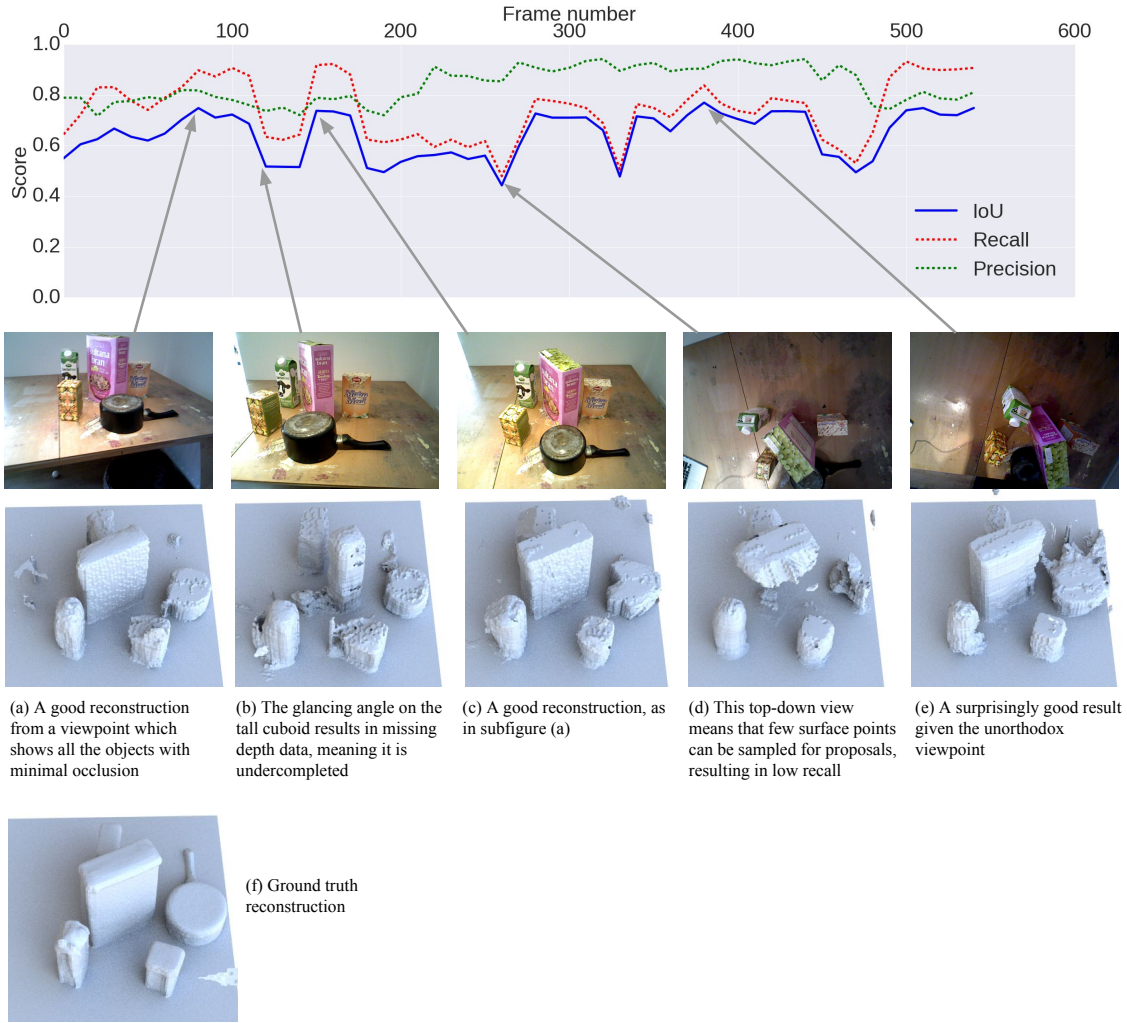 Frame number
0 100 200 300 400 500 600
1.0
0.8
0.6
0.4
0.2
0.0
Score
IoU
Recall
Precision
sultana
bran
(a) A good reconstruction
from a viewpoint which
shows all the objects with
minimal occlusion
(b) The glancing angle on the
tall cuboid results in missing
depth data, meaning it is
undercompleted
(c) A good reconstruction, as
in subfigure (a)
(d) This top-down view
means that few surface points
can be sampled for proposals,
resulting in low recall
(e) A surprisingly good result
given the unorthodox
viewpoint
(f) Ground truth
reconstruction